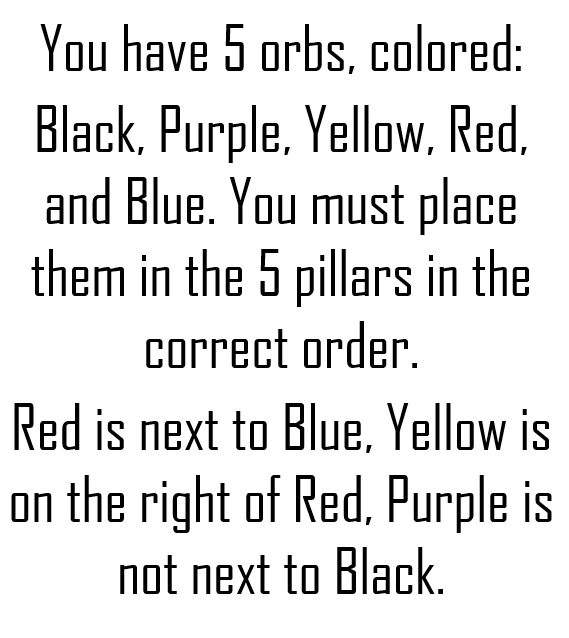 You have 5 orbs, colored:
Black, Purple, Yellow, Red,
and Blue. You must place
them in the 5 pillars in the
correct order.
Red is next to Blue, Yellow is
on the right of Red, Purple is
not next to Black.